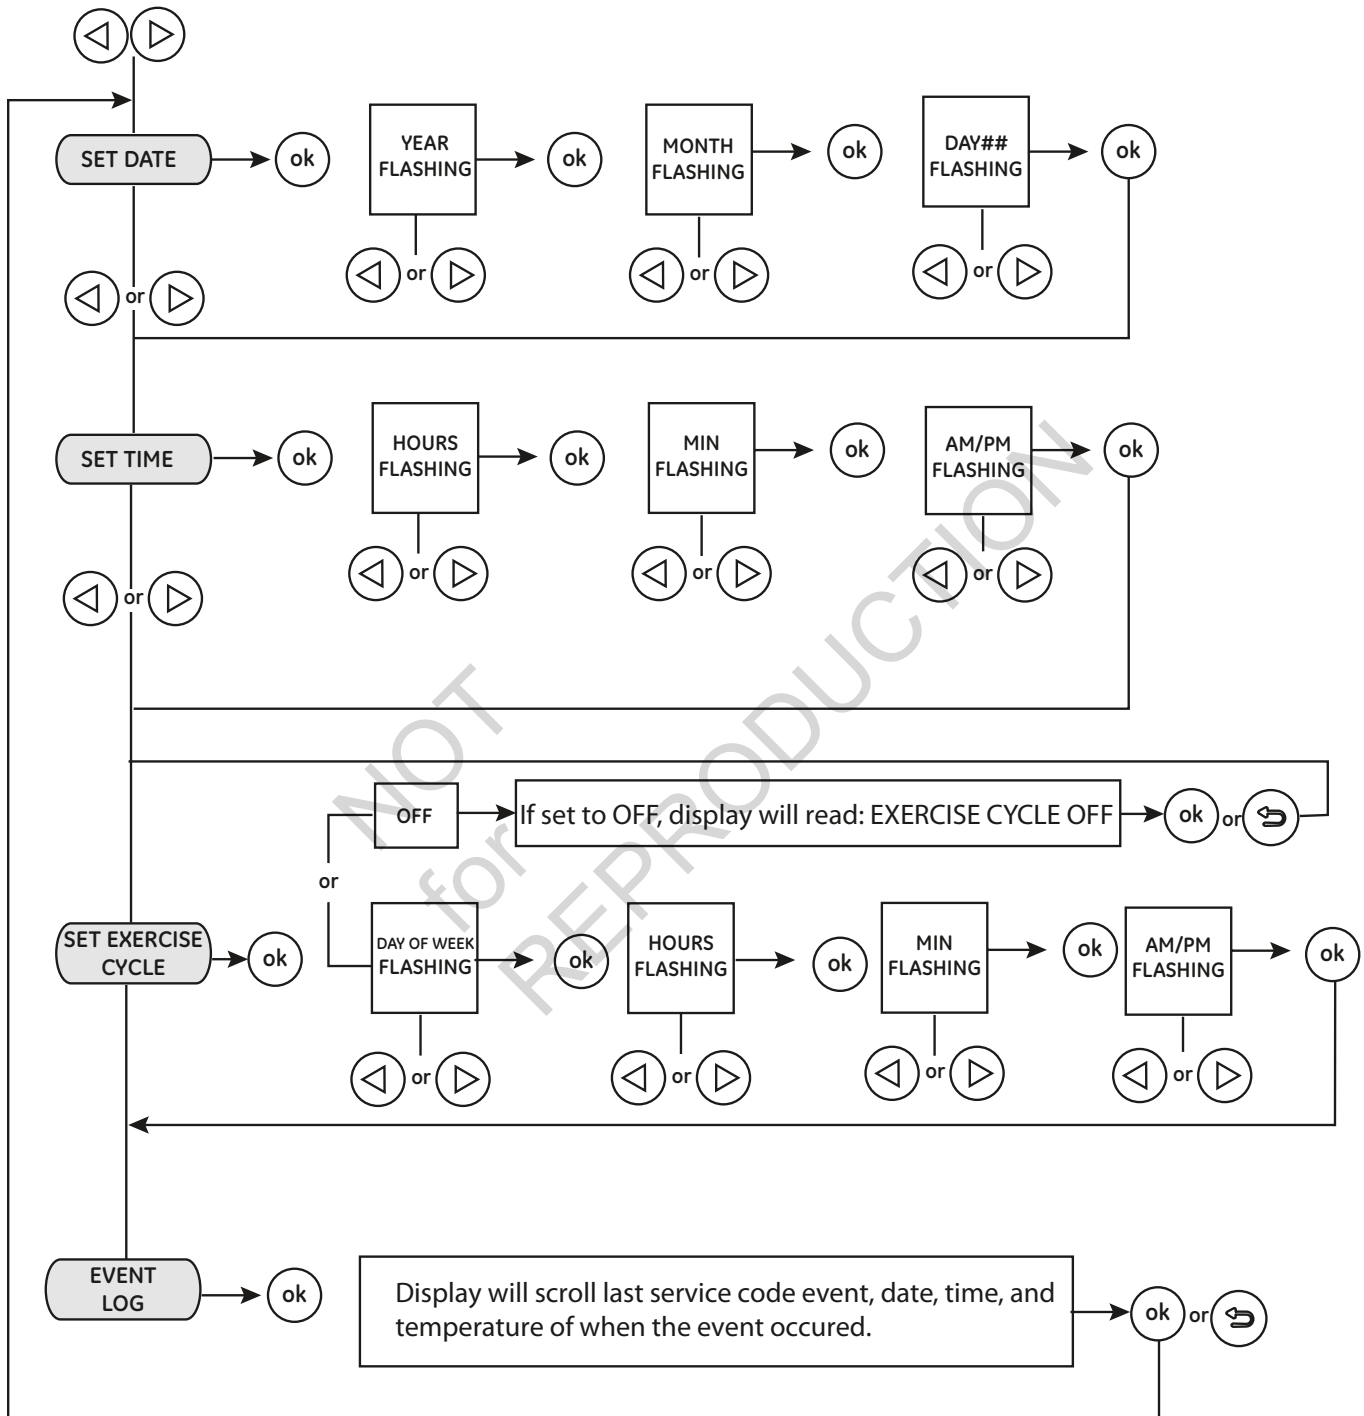 SET DATE
ok
YEAR
FLASHING
ok
MONTH
FLASHING
ok
DAY##
FLASHING
ok
or
or
or
or
SET TIME
ok
HOURS
FLASHING
ok
MIN
FLASHING
ok
AM/PM
FLASHING
ok
or
or
or
or
NOT
for
REPRODUCTION
OFF
If set to OFF, display will read: EXERCISE CYCLE OFF
ok
or
or
SET EXERCISE
CYCLE
ok
DAY OF WEEK
FLASHING
ok
HOURS
FLASHING
ok
MIN
FLASHING
ok
AM/PM
FLASHING
ok
or
or
or
or
EVENT
LOG
ok
Display will scroll last service code event, date, time, and
temperature of when the event occured.
ok
or